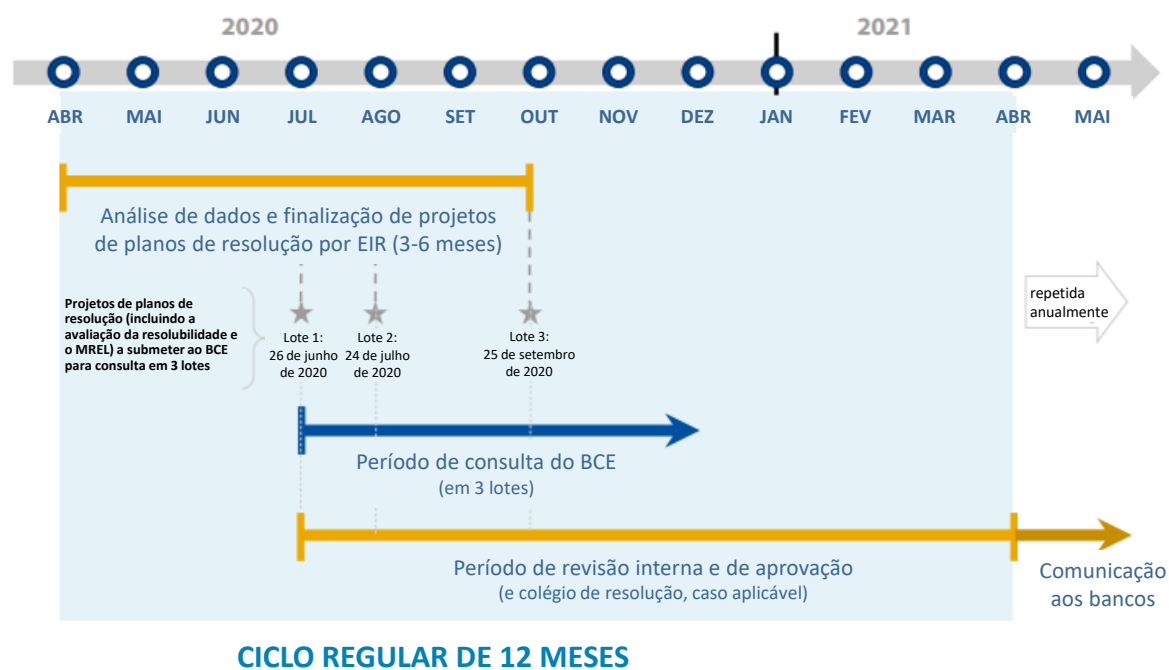 2020
2021
ABR
MAI
JUN
JUL
AGO
SET
OUT
NOV
DEZ
JAN
FEV
MAR
ABR
MAI
Análise de dados e finalização de projetos
de planos de resolução por EIR (3-6 meses)
Projetos de planos de
resolução (incluindo a
avaliação da resolubilidade e
o MREL) a submeter ao BCE
para consulta em 3 lotes
Lote 1:
26 de junho
de 2020
Lote 2:
24 de julho
de 2020
Lote 3:
25 de setembro
de 2020
repetida
anualmente
Período de consulta do BCE
(em 3 lotes)
Período de revisão interna e de aprovação
(e colégio de resolução, caso aplicável)
Comunicação
aos bancos
CICLO REGULAR DE 12 MESES